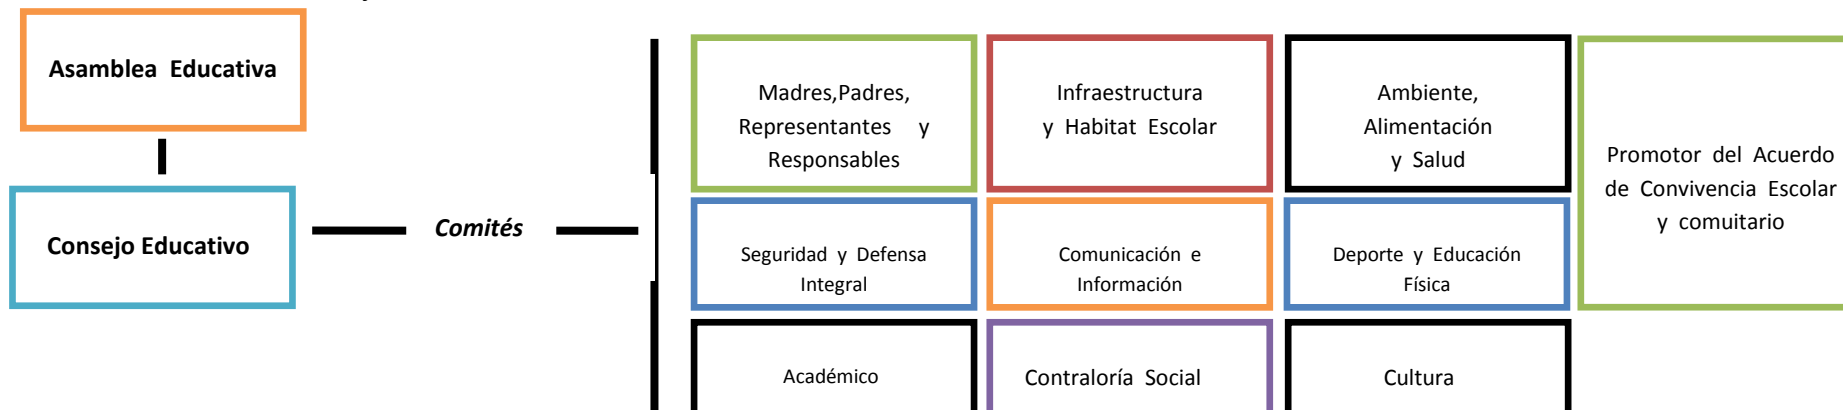 Asamblea Educativa
Consejo Educativo
Comités
Madres,Padres,
Representantes y
Responsables
Infraestructura
y Habitat Escolar
Ambiente,
Alimentación
y Salud
Promotor del Acuerdo
de Convivencia Escolar
y comuitario
Seguridad y Defensa
Integral
Comunicación e
Información
Deporte y Educación
Física
Académico
Contraloría Social
Cultura